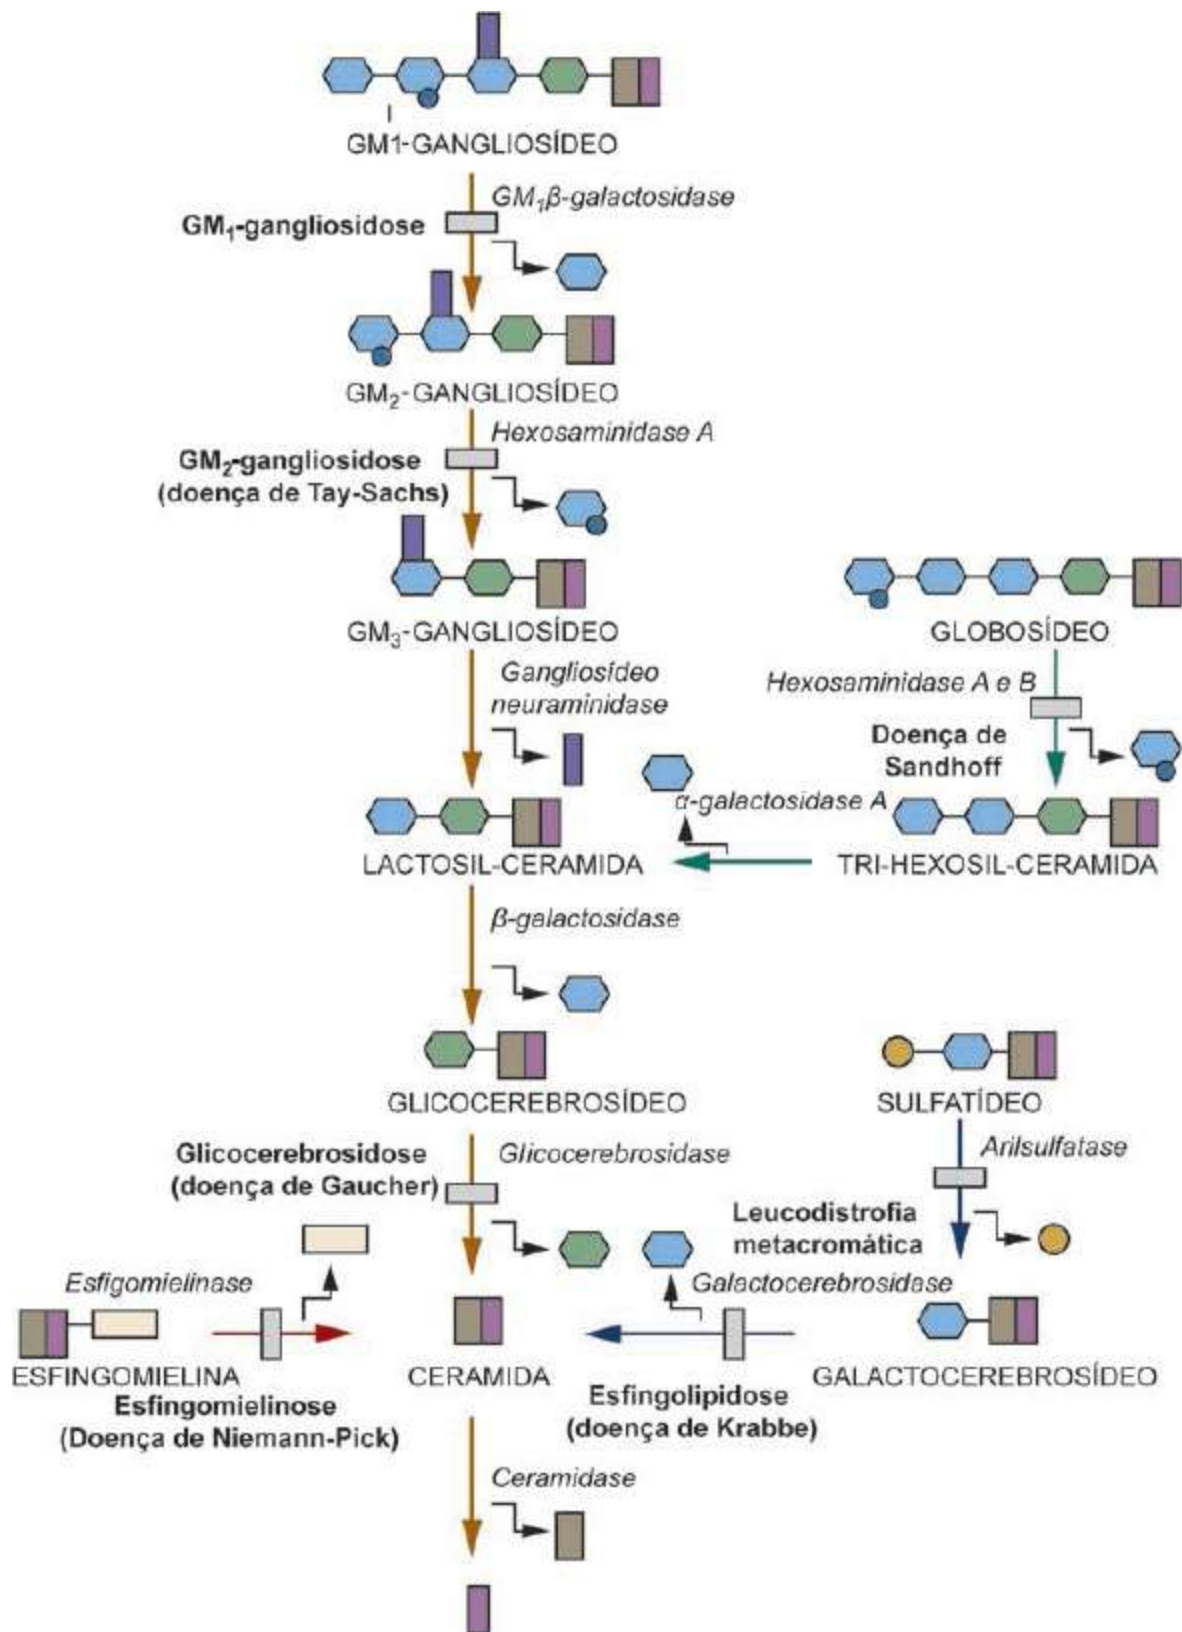 GM1-GANGLIOSÍDEO
GM₁β-galactosidase
GM₁-gangliosidose
GM₂-GANGLIOSÍDEO
Hexosaminidase A
GM₂-gangliosidose
(doença de Tay-Sachs)
GM₃-GANGLIOSÍDEO
GLOBOSÍDEO
Gangliosídeo
neuraminidase
Hexosaminidase A e B
Doença de
Sandhoff
α-galactosidase A
LACTOSIL-CERAMIDA
TRI-HEXOSIL-CERAMIDA
β-galactosidase
GLICOCEREBROSÍDEO
SULFATÍDEO
Glicocerebrosidose
(doença de Gaucher)
Glicocerebrosidase
Arilsulfatase
Leucodistrofia
metacromática
Esfigomielinase
Galactocerebrosidase
ESFINGOMIELINA
CERAMIDA
GALACTOCEREBROSÍDEO
Esfingomielinose
(Doença de Niemann-Pick)
Esfingolipidose
(doença de Krabbe)
Ceramidase